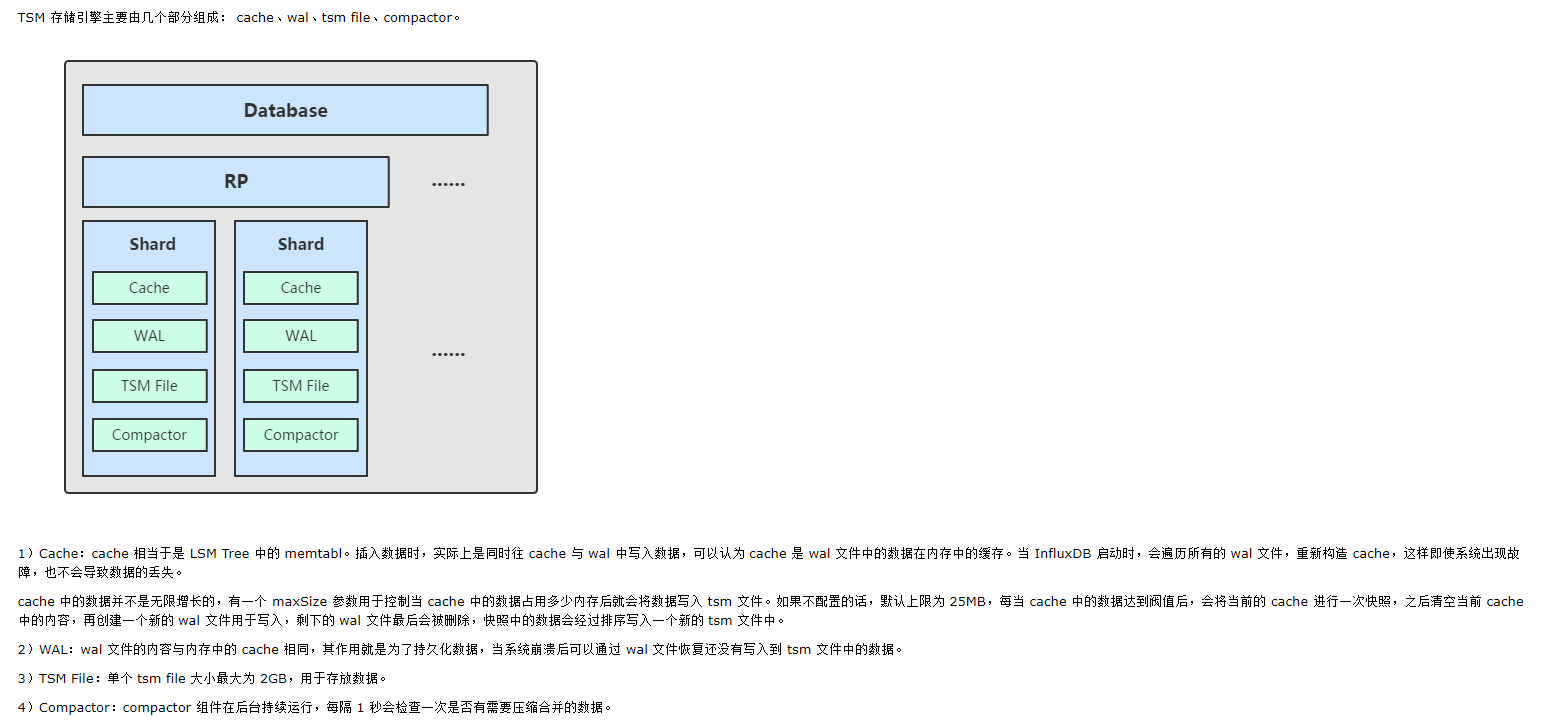 TSM 存储引擎主要由几个部分组成： cache、wal、tsm file、compactor。
Database
RP
······
Shard
Shard
Cache
Cache
WAL
WAL
······
TSM File
TSM File
Compactor
Compactor
1）Cache：cache 相当于是 LSM Tree 中的 memtabl。插入数据时，实际上是同时往 cache 与 wal 中写入数据，可以认为 cache 是 wal 文件中的数据在内存中的缓存。当 InfluxDB 启动时，会遍历所有的 wal 文件，重新构造 cache，这样即使系统出现故
障，也不会导致数据的丢失。
cache 中的数据并不是无限增长的，有一个 maxSize 参数用于控制当 cache 中的数据占用多少内存后就会将数据写入 tsm 文件。如果不配置的话，默认上限为 25MB，每当 cache 中的数据达到阀值后，会将当前的 cache 进行一次快照，之后清空当前 cache
中的内容，再创建一个新的 wal 文件用于写入，剩下的 wal 文件最后会被删除，快照中的数据会经过排序写入一个新的 tsm 文件中。
2）WAL：wal 文件的内容与内存中的 cache 相同，其作用就是为了持久化数据，当系统崩溃后可以通过 wal 文件恢复还没有写入到 tsm 文件中的数据。
3）TSM File：单个 tsm file 大小最大为 2GB，用于存放数据。
4）Compactor：compactor 组件在后台持续运行，每隔 1 秒会检查一次是否有需要压缩合并的数据。